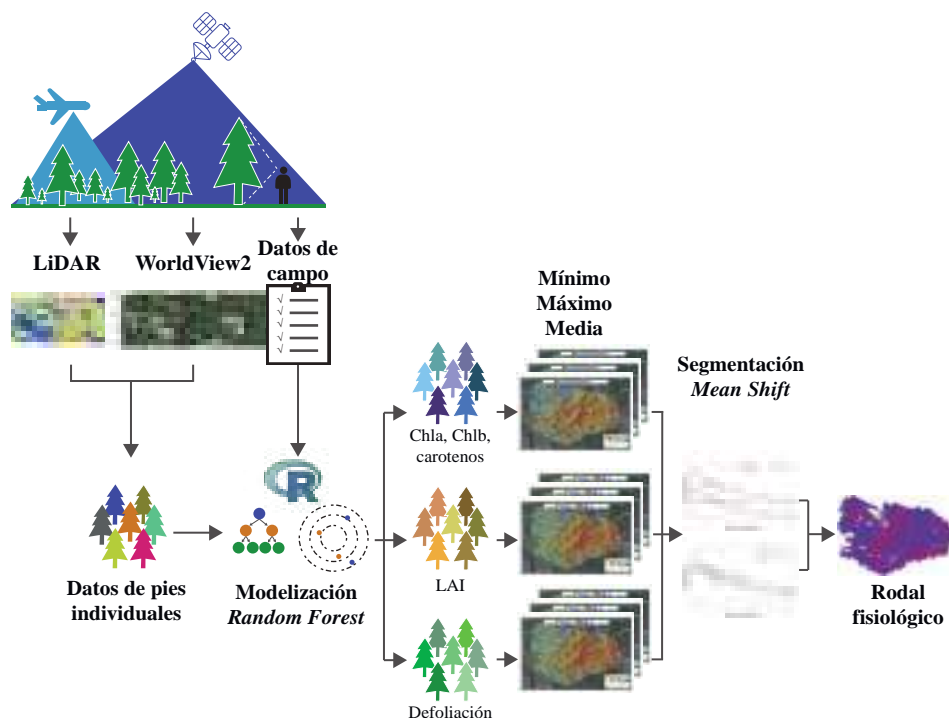 LiDAR
WorldView2
Datos de
campo
√
√
√
√
√
Mínimo
Máximo
Media
Segmentación
Mean Shift
Chla, Chlb,
carotenos
R
LAI
Datos de pies
individuales
Modelización
Random Forest
Rodal
fisiológico
Defoliación